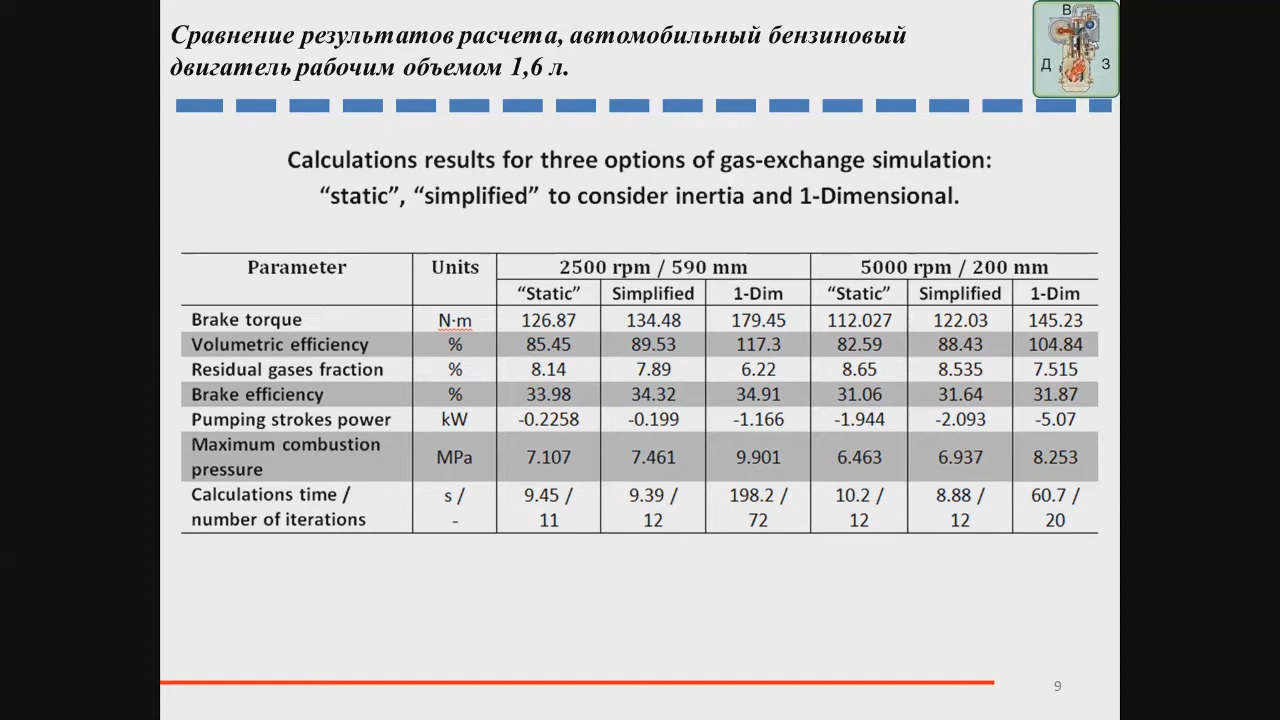 Сравнение результатов расчета, автомобильный бензиновый
двигатель рабочим объемом 1,6 л.
В
Д З
Calculations results for three options of gas-exchange simulation:
“static”, “simplified” to consider inertia and 1-Dimensional.
Parameter Units 2500 rpm / 590 mm 5000 rpm / 200 mm
“Static” Simplified 1-Dim “Static” Simplified 1-Dim
Brake torque N·m 126.87 134.48 179.45 112.027 122.03 145.23
Volumetric efficiency % 85.45 89.53 117.3 82.59 88.43 104.84
Residual gases fraction % 8.14 7.89 6.22 8.65 8.535 7.515
Brake efficiency % 33.98 34.32 34.91 31.06 31.64 31.87
Pumping strokes power kW -0.2258 -0.199 -1.166 -1.944 -2.093 -5.07
Maximum combustion
pressure MPa 7.107 7.461 9.901 6.463 6.937 8.253
Calculations time / s / 9.45 / 9.39 / 198.2 / 10.2 / 8.88 / 60.7 /
number of iterations - 11 12 72 12 12 20
9